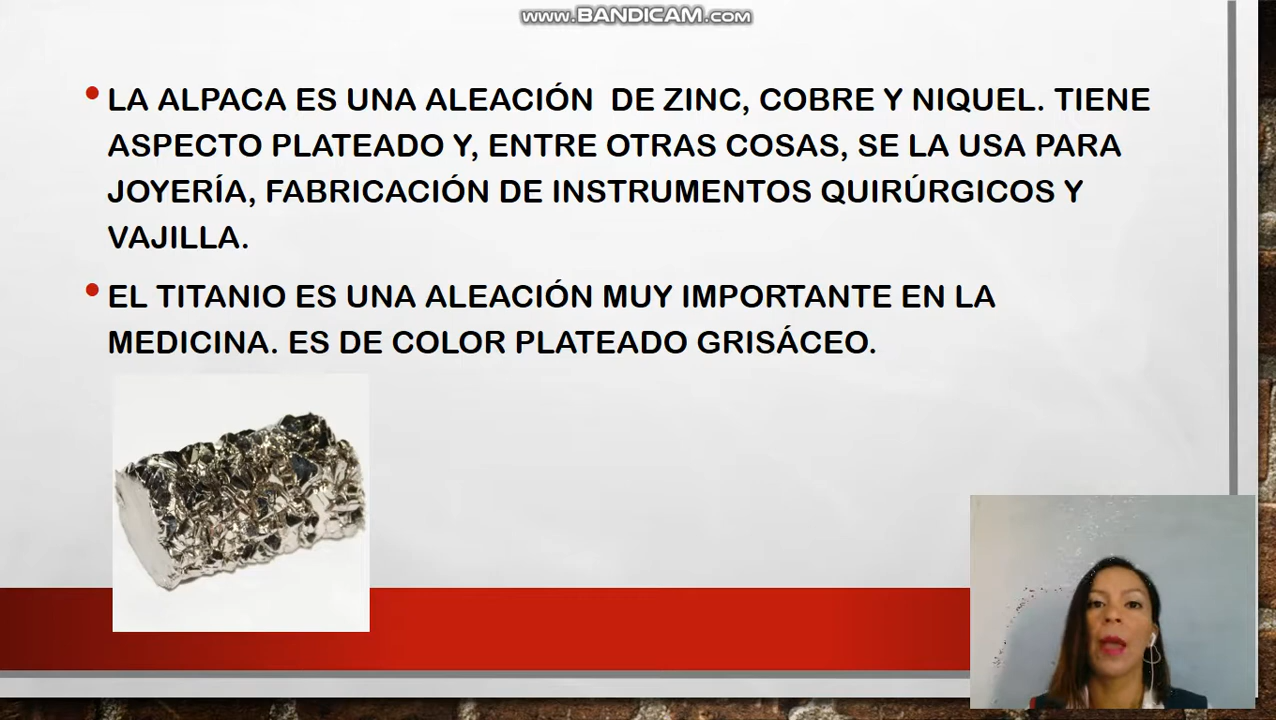 www.BANDICAM.com
• LA ALPACA ES UNA ALEACIÓN DE ZINC, COBRE Y NIQUEL. TIENE
ASPECTO PLATEADO Y, ENTRE OTRAS COSAS, SE LA USA PARA
JOYERÍA, FABRICACIÓN DE INSTRUMENTOS QUIRÚRGICOS Y
VAJILLA.
• EL TITANIO ES UNA ALEACIÓN MUY IMPORTANTE EN LA
MEDICINA. ES DE COLOR PLATEADO GRISÁCEO.